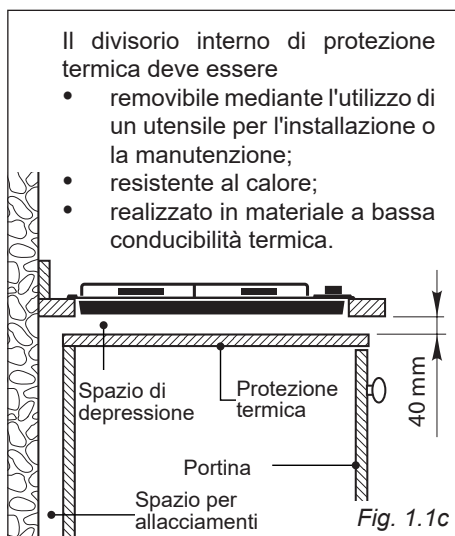 Il divisorio interno di protezione
termica deve essere
• removibile mediante l'utilizzo di
un utensile per l'installazione o
la manutenzione;
• resistente al calore;
• realizzato in materiale a bassa
conducibilità termica.
Spazio di
depressione
Protezione
termica
40 mm
Portina
Spazio per
allacciamenti
Fig. 1.1c